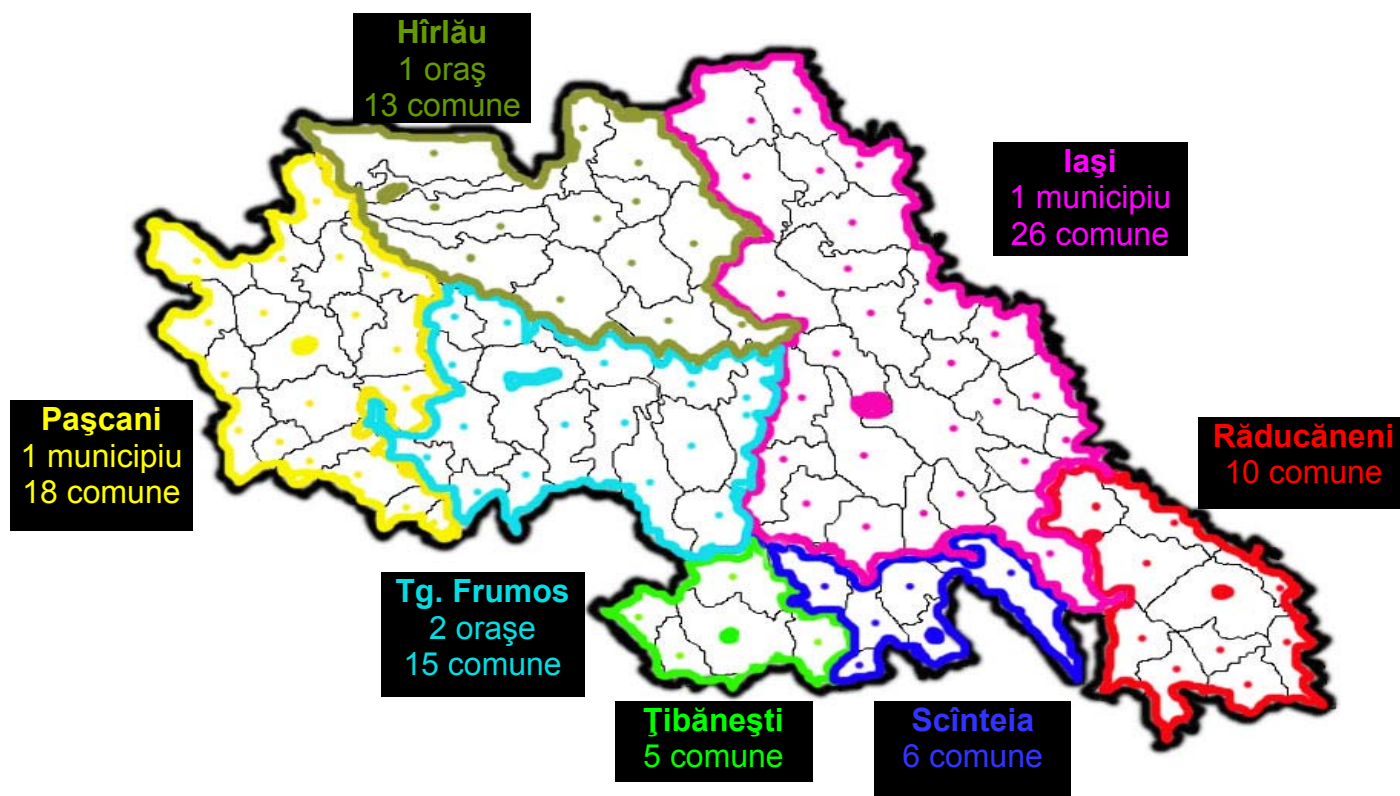 Hîrlău
1 oraş
13 comune
Iaşi
1 municipiu
26 comune
Paşcani
1 municipiu
18 comune
Răducăneni
10 comune
Tg. Frumos
2 oraşe
15 comune
Ţibăneşti
5 comune
Scînteia
6 comune